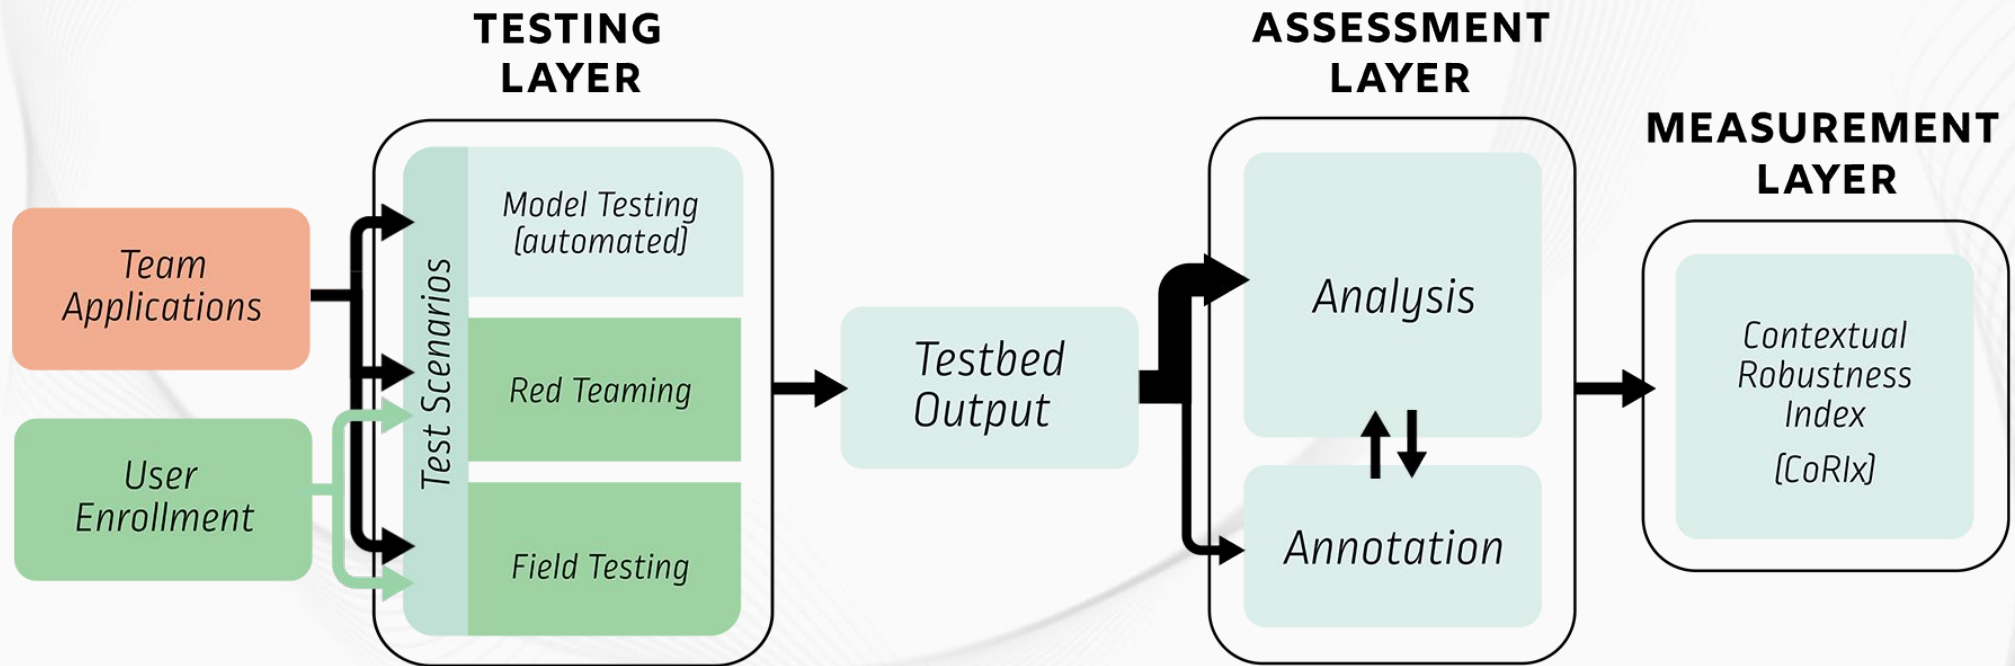 TESTING
LAYER
ASSESSMENT
LAYER
MEASUREMENT
LAYER
Team
Applications
User
Enrollment
Test Scenarios
Model Testing
(automated)
Red Teaming
Field Testing
Testbed
Output
Analysis
Annotation
Contextual
Robustness
Index
(CoRIx)